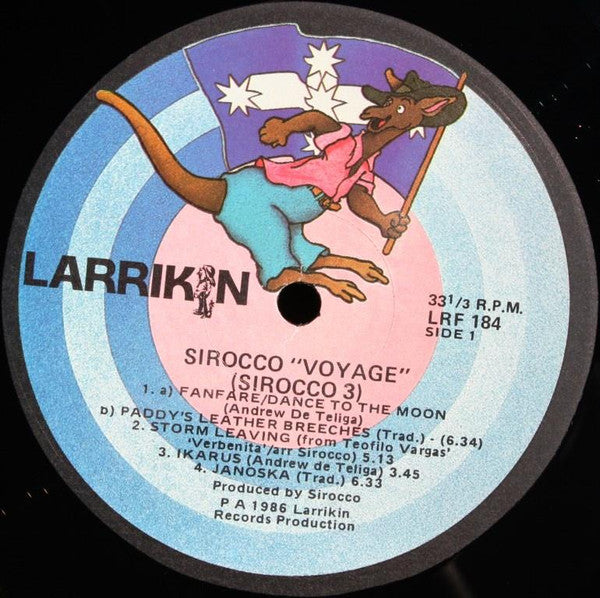 LARRIKIN
33 1/3 R.P.M.
LRF 184
SIDE 1
SIROCCO "VOYAGE"
(SIROCCO 3)
1. a) FANFARE/DANCE TO THE MOON
(Andrew De Teliga)
b) PADDY'S LEATHER BREECHES (Trad.) - (6.34)
2. STORM LEAVING (from Teofilo Vargas'
'Verbenita'/arr Sirocco) 5.13
3. IKARUS (Andrew de Teliga) 3.45
4. JANOSKA (Trad.) 6.33
Produced by Sirocco
P A 1986 Larrikin
Records Production